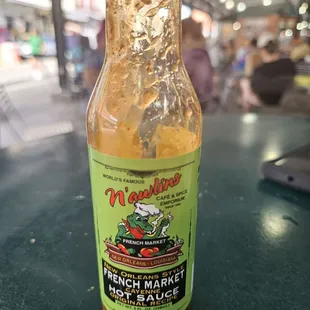 WORLD'S FAMOUS
N'awlins
CAFÉ & SPICE
EMPORIUM
FRENCH MARKET
NEW ORLEANS, LOUISIANA
NEW ORLEANS STYLE
FRENCH MARKET
CAYENNE
HOT SAUCE
ORIGINAL RECIPE